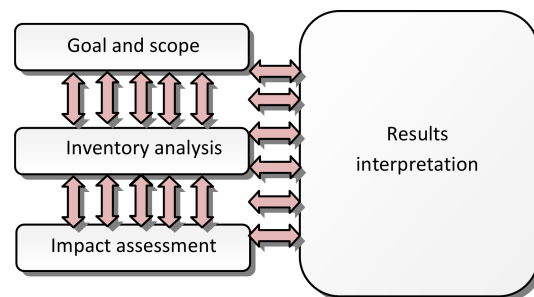 Goal and scope
Inventory analysis
Impact assessment
Results
interpretation